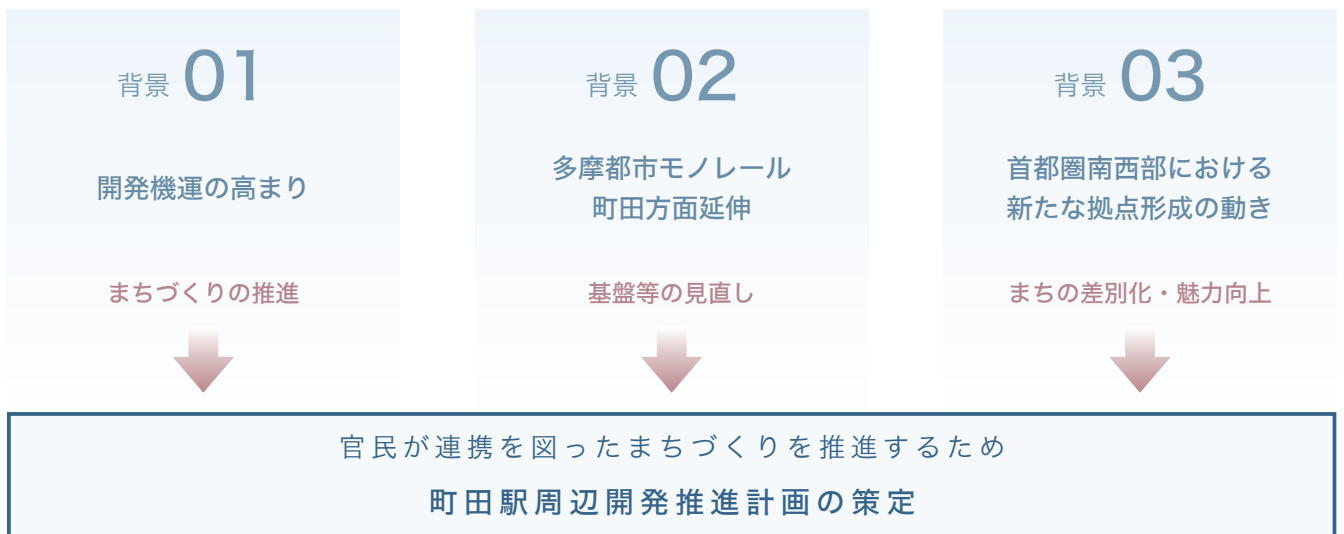 背景 01
開発機運の高まり
まちづくりの推進
背景 02
多摩都市モノレール
町田方面延伸
基盤等の見直し
背景 03
首都圏南西部における
新たな拠点形成の動き
まちの差別化・魅力向上
官民が連携を図ったまちづくりを推進するため
町田駅周辺開発推進計画の策定